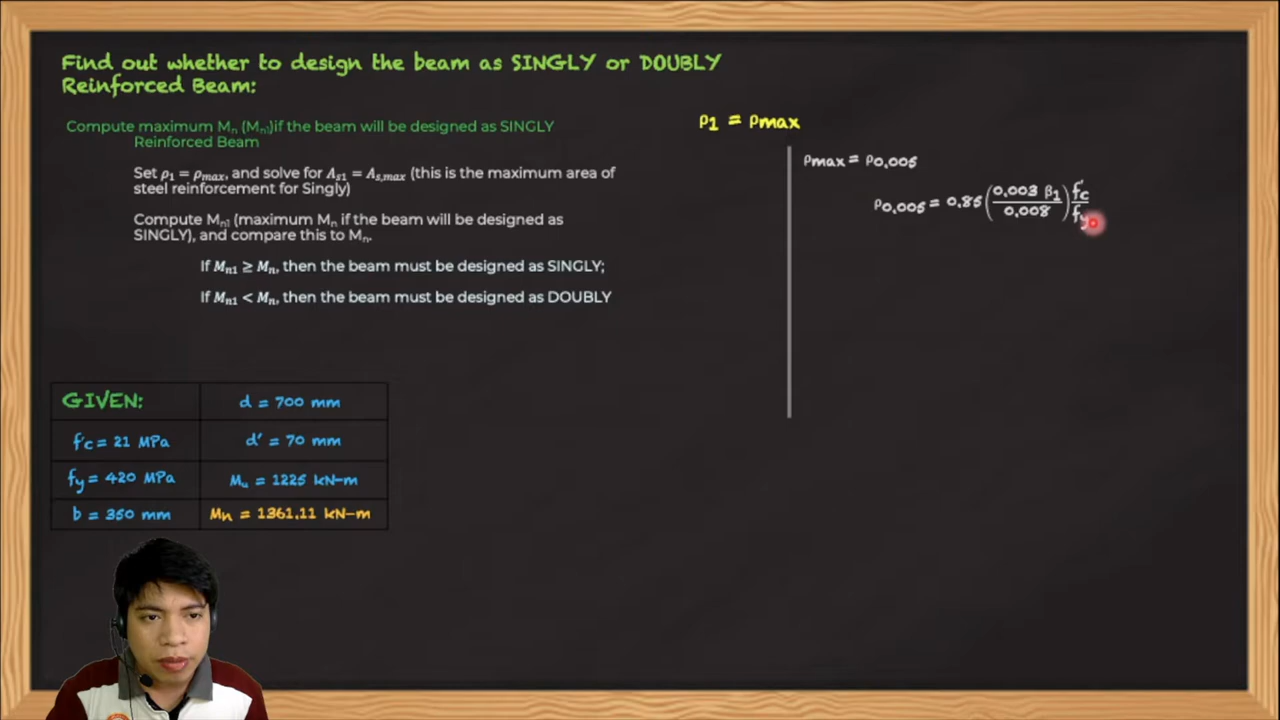 Find out whether to design the beam as SINGLY or DOUBLY
Reinforced Beam:
Compute maximum Mₙ (Mₙ₁)if the beam will be designed as SINGLY
Reinforced Beam
Set ρ₁ = ρₘₐₓ, and solve for Aₛ₁ = Aₛ,ₘₐₓ (this is the maximum area of
steel reinforcement for Singly)
Compute Mₙ₁ (maximum Mₙ if the beam will be designed as
SINGLY), and compare this to Mₙ.
If Mₙ₁ ≥ Mₙ, then the beam must be designed as SINGLY;
If Mₙ₁ < Mₙ, then the beam must be designed as DOUBLY
ρ1 = ρmax
ρmax = ρ0.005
ρ0.005 = 0.85 (0.003 β1 / 0.008) f'c / fy
GIVEN:
d = 700 mm
f'c = 21 MPa
d' = 70 mm
fy = 420 MPa
Mu = 1225 kN-m
b = 350 mm
Mn = 1361.11 kN-m